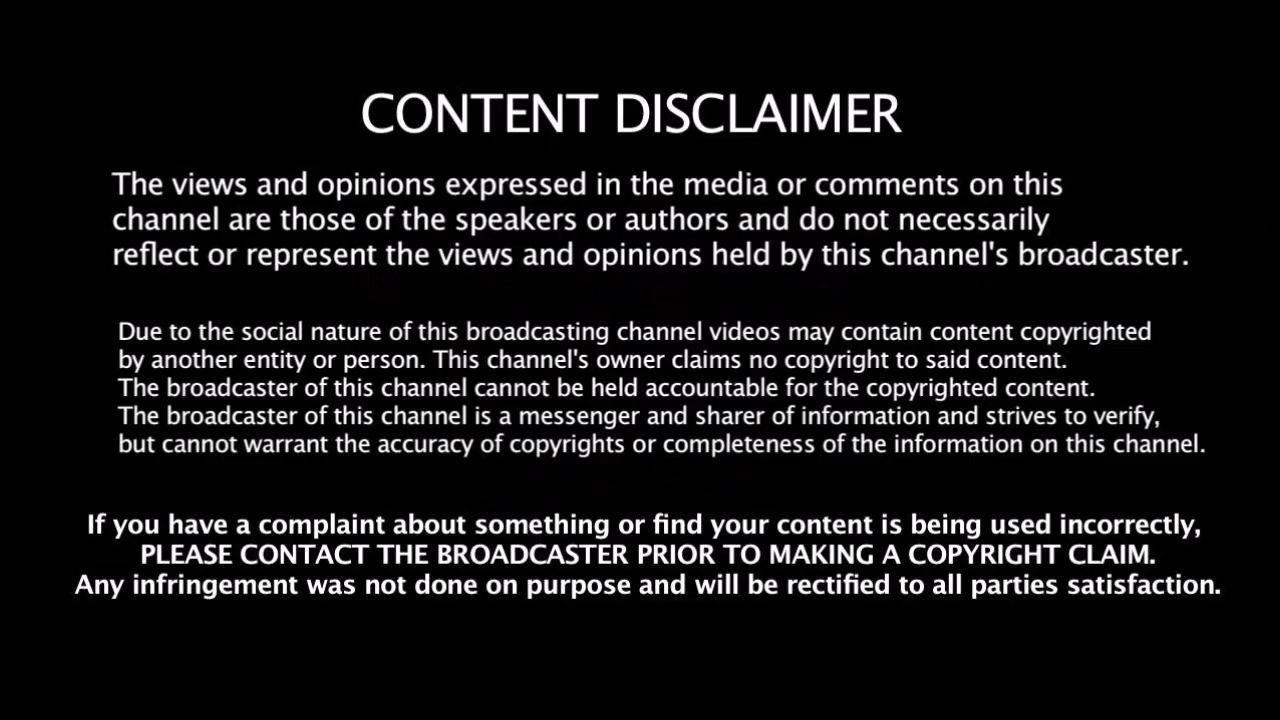 CONTENT DISCLAIMER
The views and opinions expressed in the media or comments on this
channel are those of the speakers or authors and do not necessarily
reflect or represent the views and opinions held by this channel's broadcaster.
Due to the social nature of this broadcasting channel videos may contain content copyrighted
by another entity or person. This channel's owner claims no copyright to said content.
The broadcaster of this channel cannot be held accountable for the copyrighted content.
The broadcaster of this channel is a messenger and sharer of information and strives to verify,
but cannot warrant the accuracy of copyrights or completeness of the information on this channel.
If you have a complaint about something or find your content is being used incorrectly,
PLEASE CONTACT THE BROADCASTER PRIOR TO MAKING A COPYRIGHT CLAIM.
Any infringement was not done on purpose and will be rectified to all parties satisfaction.